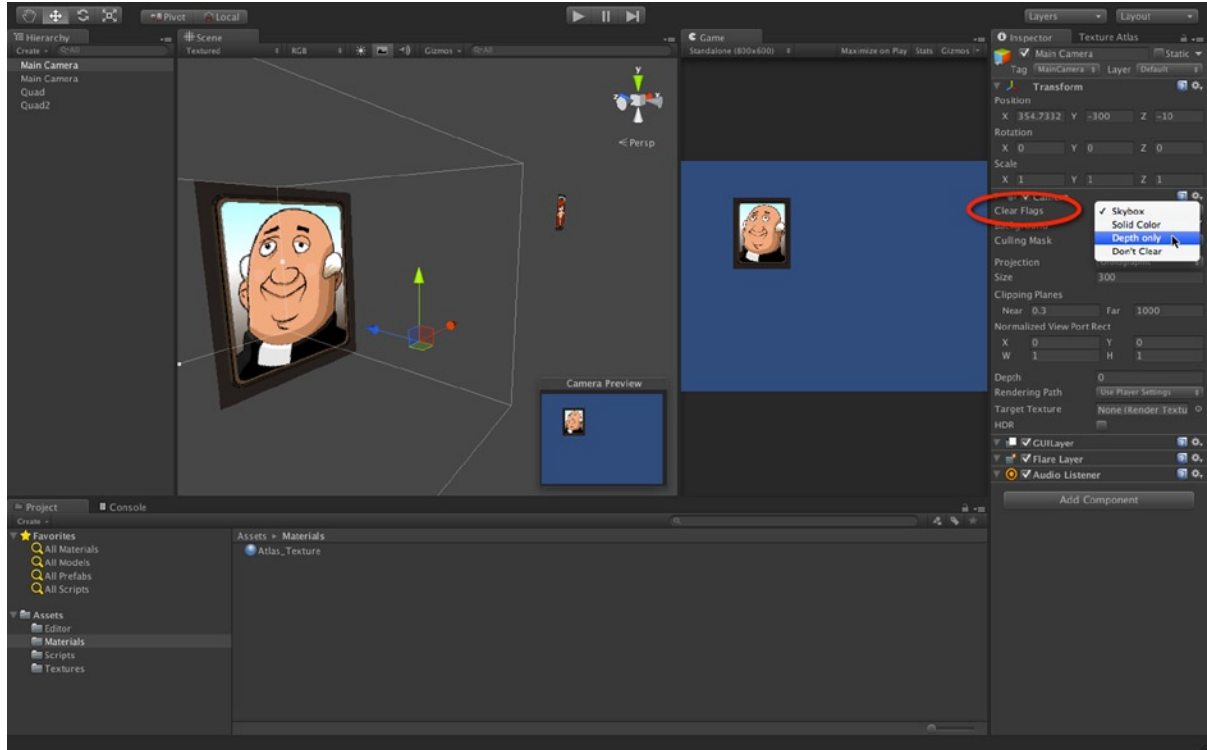 Pivot Local
Layers Layout
Hierarchy
Create
Main Camera
Main Camera
Quad
Quad2
Scene
Textured RGB Gizmos
y
z x
Persp
Camera Preview
Game
Standalone (800x600) Maximize on Play Stats Gizmos
Inspector Texture Atlas
Main Camera Static
Tag MainCamera Layer Default
Transform
Position
X 354.7332 Y -300 Z -10
Rotation
X 0 Y 0 Z 0
Scale
X 1 Y 1 Z 1
Camera
Clear Flags
Background
Culling Mask
✓ Skybox
Solid Color
Depth only
Don't Clear
Projection
Size 300
Clipping Planes
Near 0.3 Far 1000
Normalized View Port Rect
X 0 Y 0
W 1 H 1
Depth 0
Rendering Path Use Player Settings
Target Texture None (Render Textu
HDR
GUILayer
Flare Layer
Audio Listener
Add Component
Project Console
Create
Favorites
All Materials
All Models
All Prefabs
All Scripts
Assets
Editor
Materials
Scripts
Textures
Assets ▸ Materials
Atlas_Texture